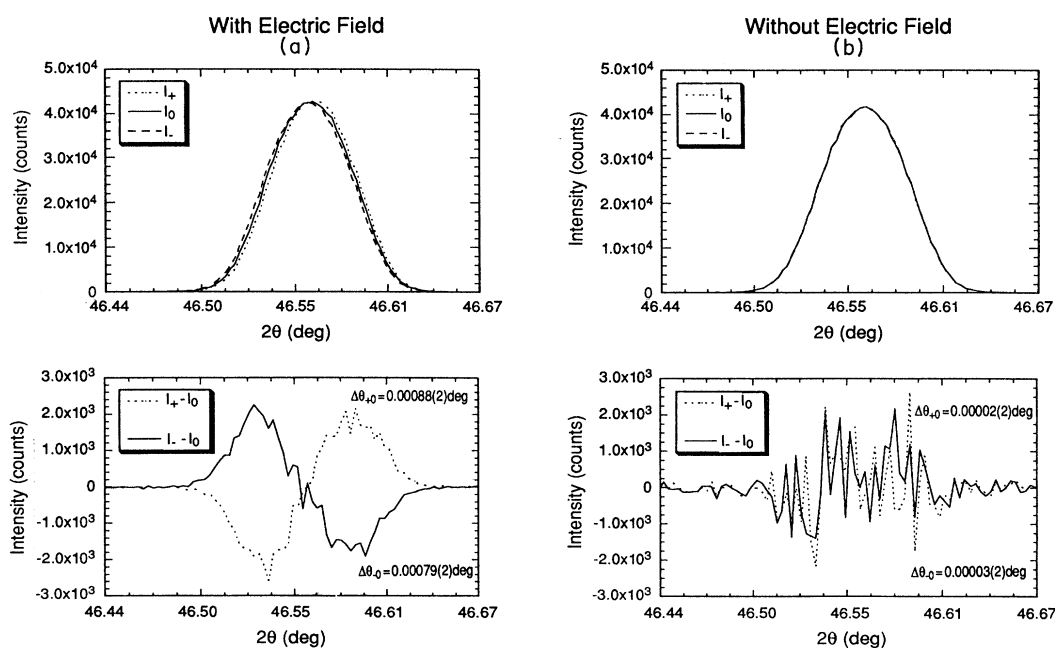 With Electric Field
(a)
5.0x10⁴
4.0x10⁴
3.0x10⁴
2.0x10⁴
1.0x10⁴
0
Intensity (counts)
I₊
I₀
I₋
46.44 46.50 46.55 46.61 46.67
2θ (deg)
Without Electric Field
(b)
5.0x10⁴
4.0x10⁴
3.0x10⁴
2.0x10⁴
1.0x10⁴
0
Intensity (counts)
I₊
I₀
I₋
46.44 46.50 46.55 46.61 46.67
2θ (deg)
3.0x10³
2.0x10³
1.0x10³
0
-1.0x10³
-2.0x10³
-3.0x10³
Intensity (counts)
I₊-I₀
I₋-I₀
Δθ₊₀=0.00088(2)deg
Δθ₋₀=0.00079(2)deg
46.44 46.50 46.55 46.61 46.67
2θ (deg)
3.0x10³
2.0x10³
1.0x10³
0
-1.0x10³
-2.0x10³
-3.0x10³
Intensity (counts)
I₊-I₀
I₋-I₀
Δθ₊₀=0.00002(2)deg
Δθ₋₀=0.00003(2)deg
46.44 46.50 46.55 46.61 46.67
2θ (deg)